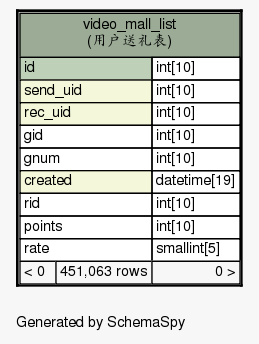 video_mall_list
(用户送礼表)
id int[10]
send_uid int[10]
rec_uid int[10]
gid int[10]
gnum int[10]
created datetime[19]
rid int[10]
points int[10]
rate smallint[5]
< 0 451,063 rows 0 >
Generated by SchemaSpy